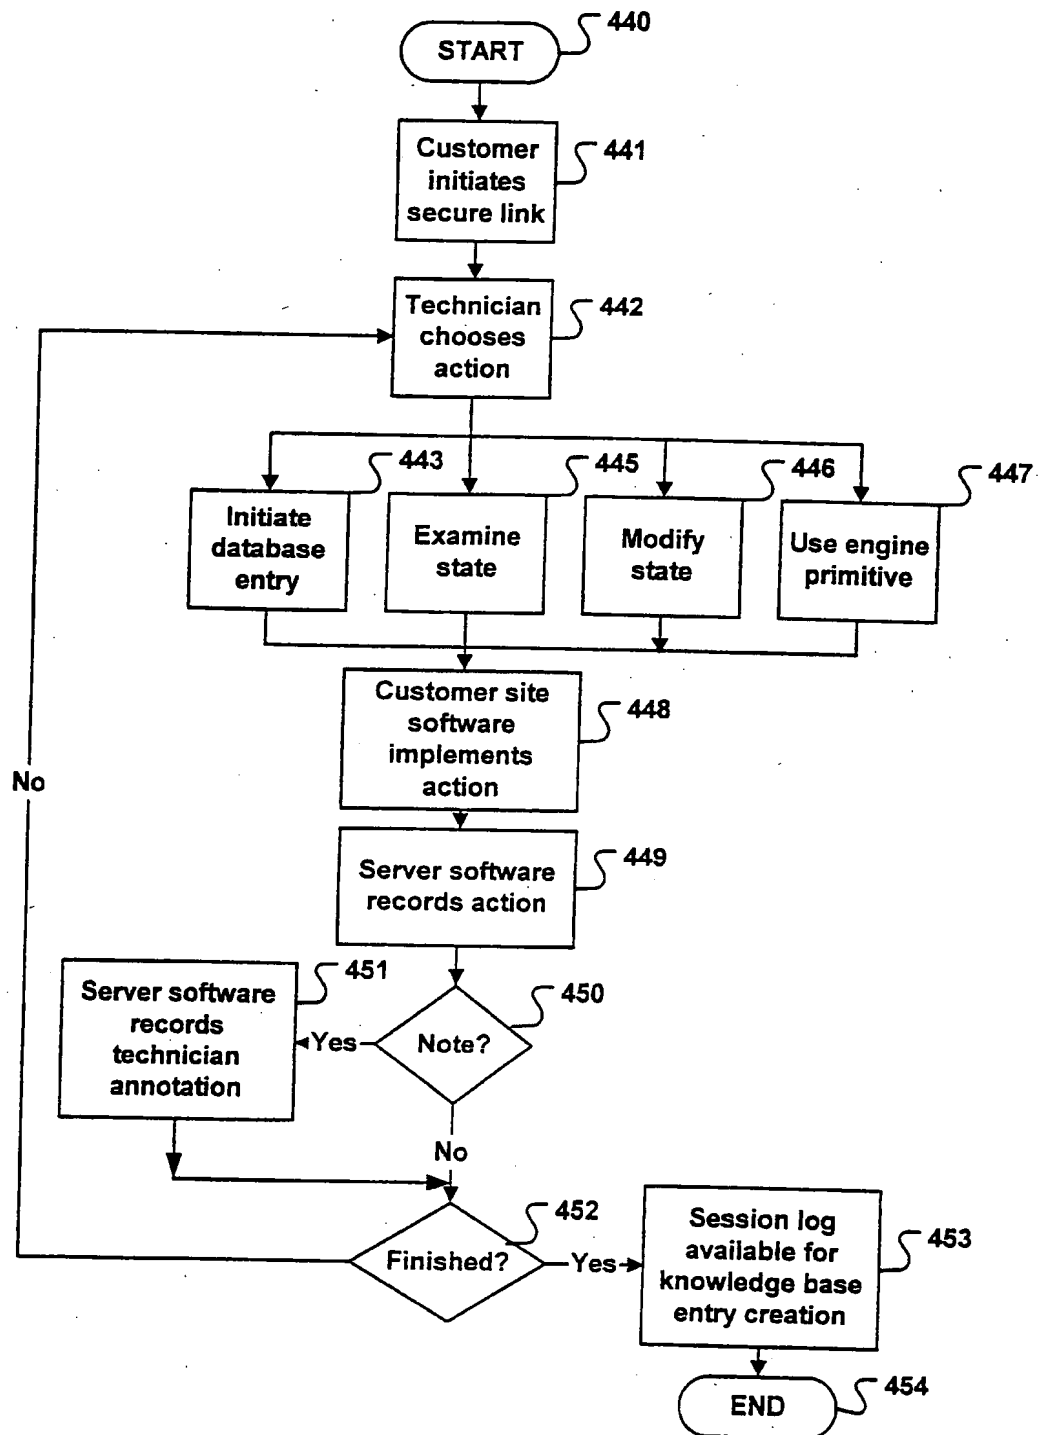 START
440
Customer
initiates
secure link
441
Technician
chooses
action
442
443
445
446
447
Initiate
database
entry
Examine
state
Modify
state
Use engine
primitive
Customer site
software
implements
action
448
No
Server software
records action
449
451
Server software
records
technician
annotation
Yes
Note?
450
No
Finished?
452
Yes
Session log
available for
knowledge base
entry creation
453
END
454